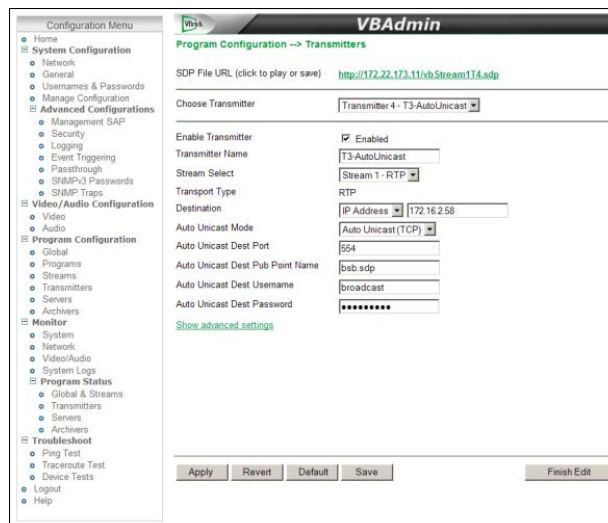 Configuration Menu
Home
System Configuration
Network
General
Usernames & Passwords
Manage Configuration
Advanced Configurations
Management SAP
Security
Logging
Event Triggering
Passthrough
SNMPv3 Passwords
SNMP Traps
Video/Audio Configuration
Video
Audio
Program Configuration
Global
Programs
Streams
Transmitters
Servers
Archivers
Monitor
System
Network
Video/Audio
System Logs
Program Status
Global & Streams
Transmitters
Servers
Archivers
Troubleshoot
Ping Test
Traceroute Test
Device Tests
Logout
Help
VBrick
VBAdmin
Program Configuration --> Transmitters
SDP File URL (click to play or save) http://172.22.173.11/vbStream1T4.sdp
Choose Transmitter Transmitter 4 - T3-AutoUnicast
Enable Transmitter Enabled
Transmitter Name T3-AutoUnicast
Stream Select Stream 1 - RTP
Transport Type RTP
Destination IP Address 172.16.2.58
Auto Unicast Mode Auto Unicast (TCP)
Auto Unicast Dest Port 554
Auto Unicast Dest Pub Point Name bsb.sdp
Auto Unicast Dest Username broadcast
Auto Unicast Dest Password •••••••••
Show advanced settings
Apply Revert Default Save Finish Edit